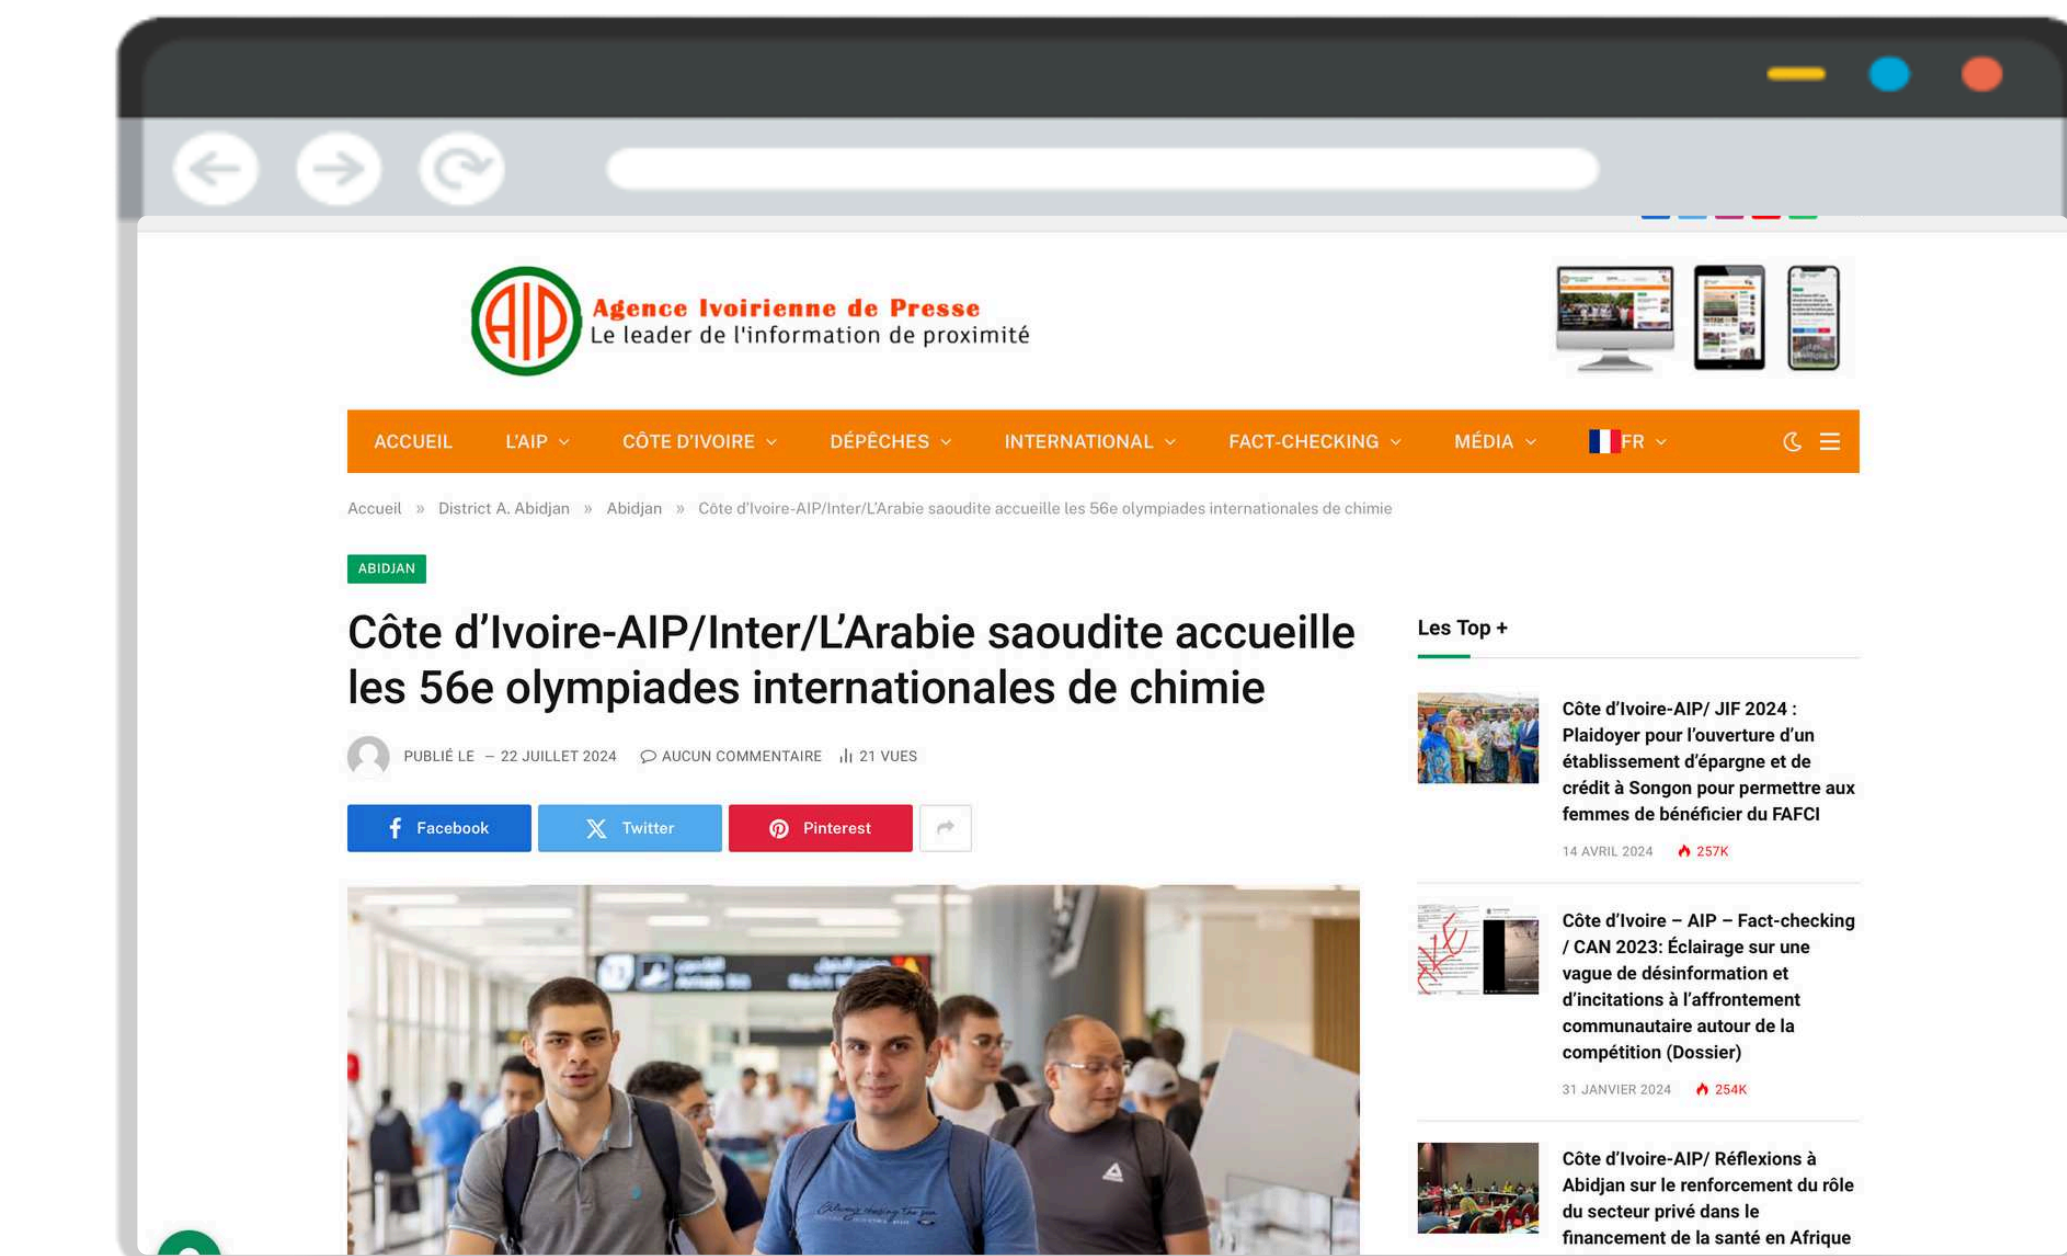 AIP
Agence Ivoirienne de Presse
Le leader de l'information de proximité
ACCUEIL L'AIP CÔTE D'IVOIRE DÉPÊCHES INTERNATIONAL FACT-CHECKING MÉDIA FR
Accueil » District A. Abidjan » Abidjan » Côte d'Ivoire-AIP/Inter/L'Arabie saoudite accueille les 56e olympiades internationales de chimie
ABIDJAN
Côte d'Ivoire-AIP/Inter/L'Arabie saoudite accueille
les 56e olympiades internationales de chimie
PUBLIÉ LE – 22 JUILLET 2024 AUCUN COMMENTAIRE 21 VUES
Facebook Twitter Pinterest
Les Top +
Côte d'Ivoire-AIP/ JIF 2024 :
Plaidoyer pour l'ouverture d'un
établissement d'épargne et de
crédit à Songon pour permettre aux
femmes de bénéficier du FAFCI
14 AVRIL 2024 257K
Côte d'Ivoire – AIP – Fact-checking
/ CAN 2023: Éclairage sur une
vague de désinformation et
d'incitations à l'affrontement
communautaire autour de la
compétition (Dossier)
31 JANVIER 2024 254K
Côte d'Ivoire-AIP/ Réflexions à
Abidjan sur le renforcement du rôle
du secteur privé dans le
financement de la santé en Afrique